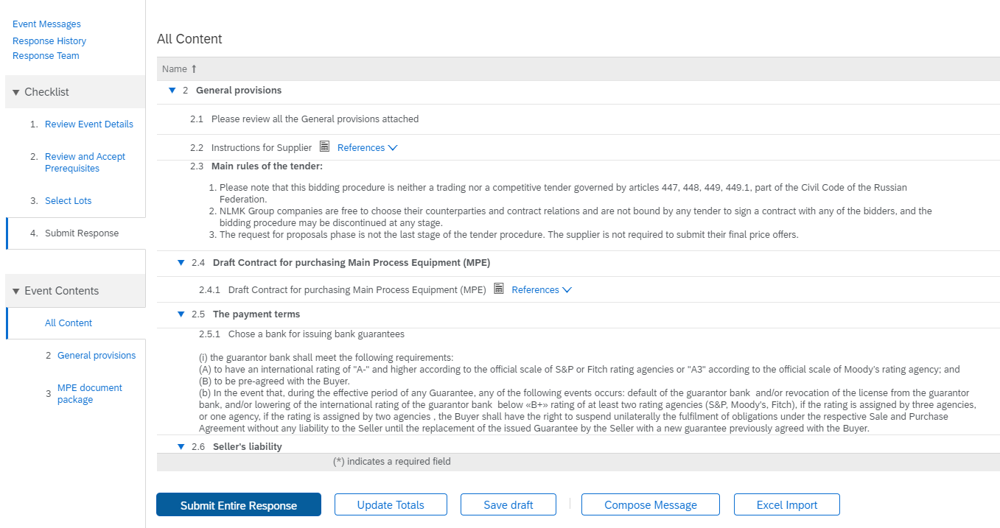 Event Messages
Response History
Response Team
Checklist
1. Review Event Details
2. Review and Accept
Prerequisites
3. Select Lots
4. Submit Response
Event Contents
All Content
2 General provisions
3 MPE document
package
All Content
Name ↑
2 General provisions
2.1 Please review all the General provisions attached
2.2 Instructions for Supplier References
2.3 Main rules of the tender:
1. Please note that this bidding procedure is neither a trading nor a competitive tender governed by articles 447, 448, 449, 449.1, part of the Civil Code of the Russian
Federation.
2. NLMK Group companies are free to choose their counterparties and contract relations and are not bound by any tender to sign a contract with any of the bidders, and the
bidding procedure may be discontinued at any stage.
3. The request for proposals phase is not the last stage of the tender procedure. The supplier is not required to submit their final price offers.
2.4 Draft Contract for purchasing Main Process Equipment (MPE)
2.4.1 Draft Contract for purchasing Main Process Equipment (MPE) References
2.5 The payment terms
2.5.1 Chose a bank for issuing bank guarantees
(i) the guarantor bank shall meet the following requirements:
(A) to have an international rating of "A-" and higher according to the official scale of S&P or Fitch rating agencies or "A3" according to the official scale of Moody's rating agency; and
(B) to be pre-agreed with the Buyer.
(b) In the event that, during the effective period of any Guarantee, any of the following events occurs: default of the guarantor bank  and/or revocation of the license from the guarantor
bank, and/or lowering of the international rating of the guarantor bank  below «B+» rating of at least two rating agencies (S&P, Moody's, Fitch), if the rating is assigned by three agencies,
or one agency, if the rating is assigned by two agencies , the Buyer shall have the right to suspend unilaterally the fulfilment of obligations under the respective Sale and Purchase
Agreement without any liability to the Seller until the replacement of the issued Guarantee by the Seller with a new guarantee previously agreed with the Buyer.
2.6 Seller's liability
(*) indicates a required field
Submit Entire Response
Update Totals
Save draft
Compose Message
Excel Import